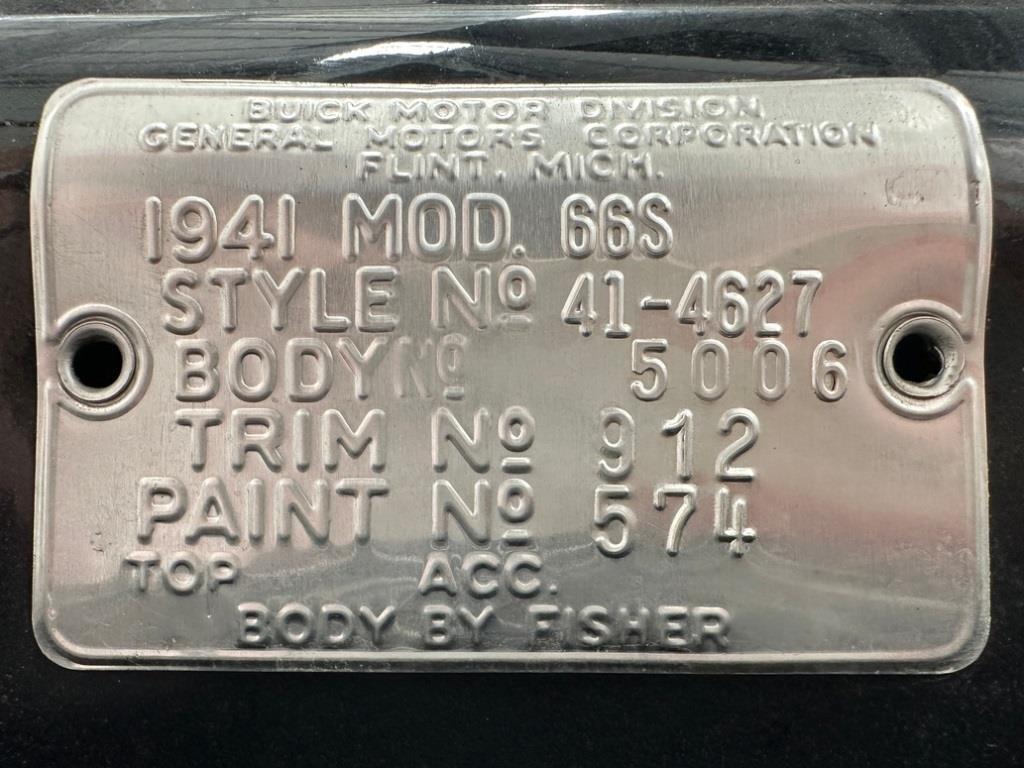 BUICK MOTOR DIVISION
GENERAL MOTORS CORPORATION
FLINT, MICH.
1941 MOD. 66S
STYLE Nº 41-4627
BODY Nº 5006
TRIM Nº 912
PAINT Nº 574
TOP ACC.
BODY BY FISHER